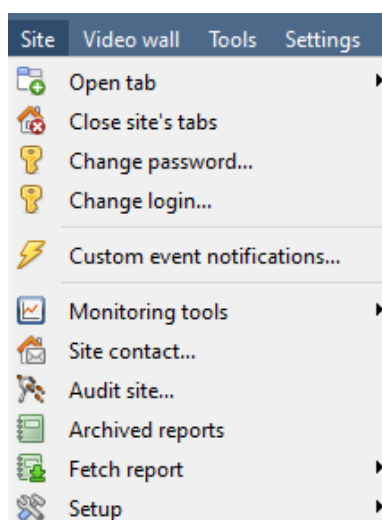 Site Video wall Tools Settings
Open tab
Close site's tabs
Change password...
Change login...
Custom event notifications...
Monitoring tools
Site contact...
Audit site...
Archived reports
Fetch report
Setup